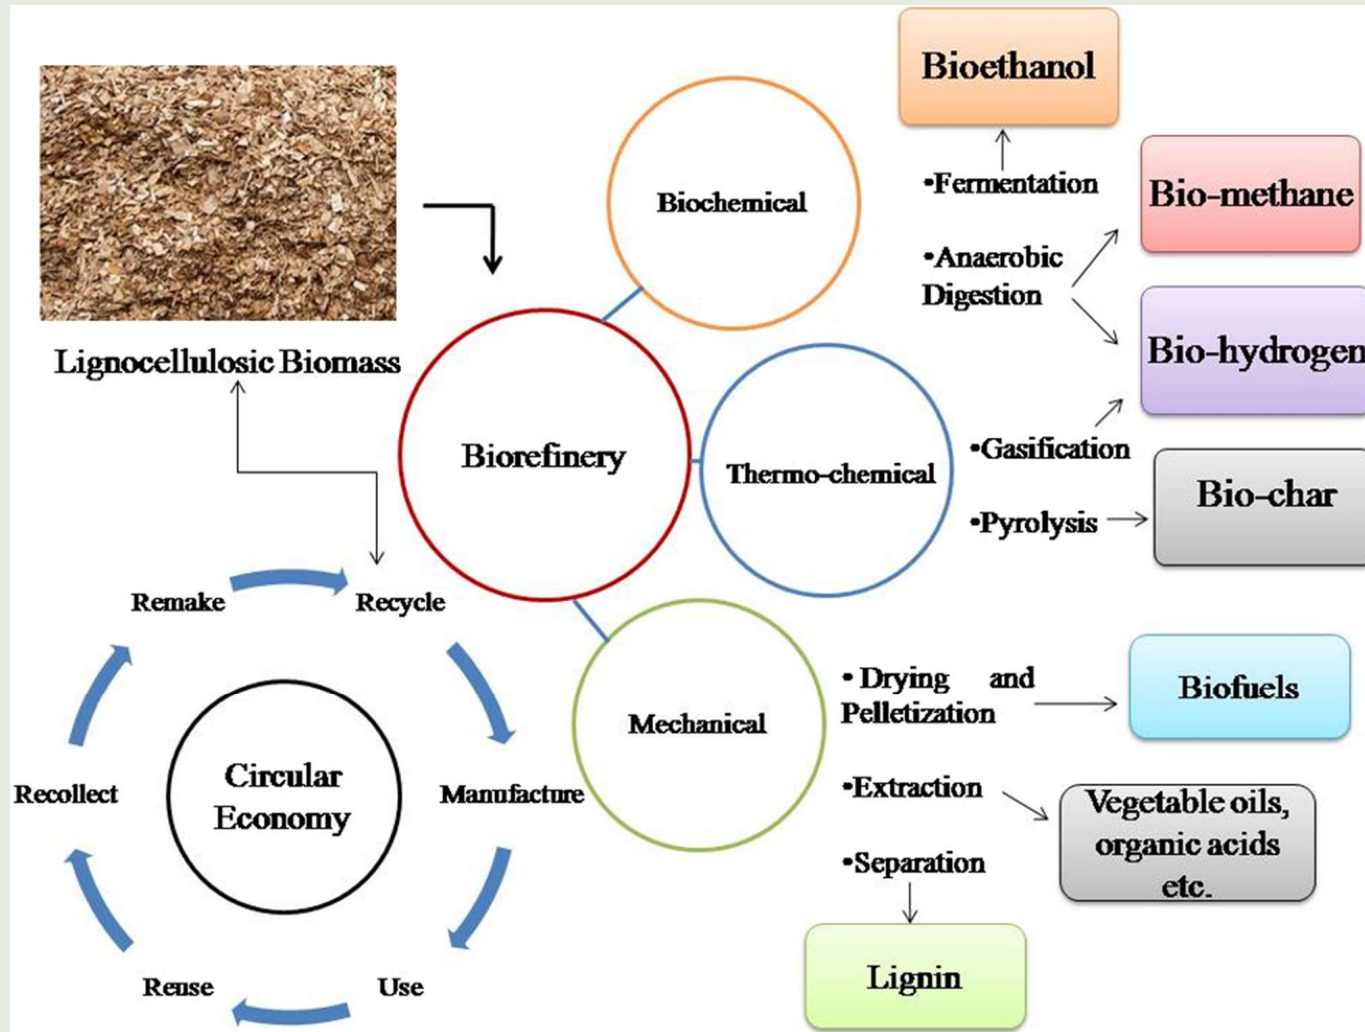 Lignocellulosic Biomass
Biorefinery
Biochemical
Thermo-chemical
Mechanical
•Fermentation
•Anaerobic
Digestion
•Gasification
•Pyrolysis
• Drying and
Pelletization
•Extraction
•Separation
Bioethanol
Bio-methane
Bio-hydrogen
Bio-char
Biofuels
Vegetable oils,
organic acids
etc.
Lignin
Circular
Economy
Remake
Recycle
Manufacture
Use
Reuse
Recollect